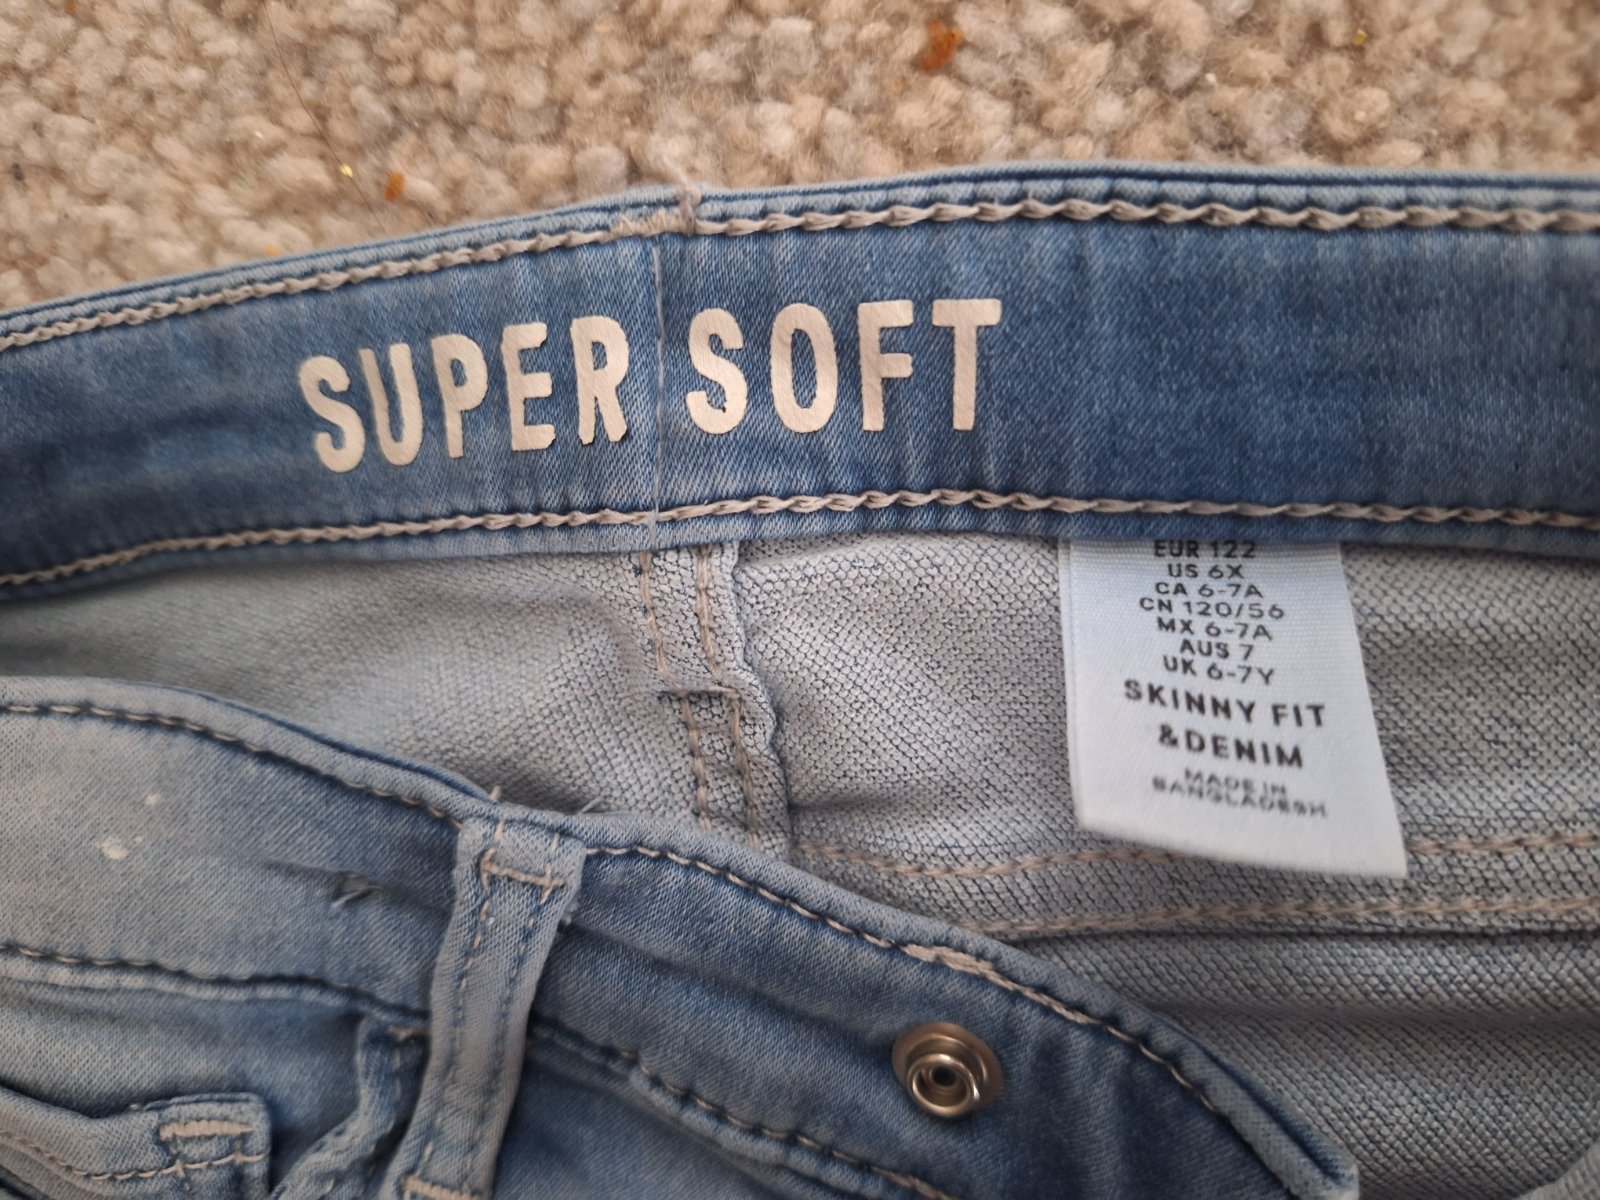 SUPER SOFT
EUR 122
US 6X
CA 6-7A
CN 120/56
MX 6-7A
AUS 7
UK 6-7Y
SKINNY FIT
&DENIM
MADE IN
BANGLADESH